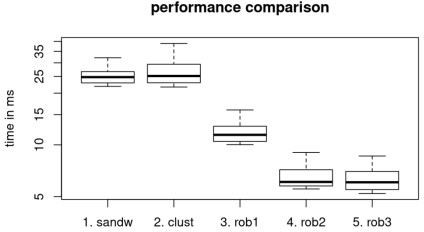 performance comparison
time in ms
35
25
15
10
5
1. sandw 2. clust 3. rob1 4. rob2 5. rob3